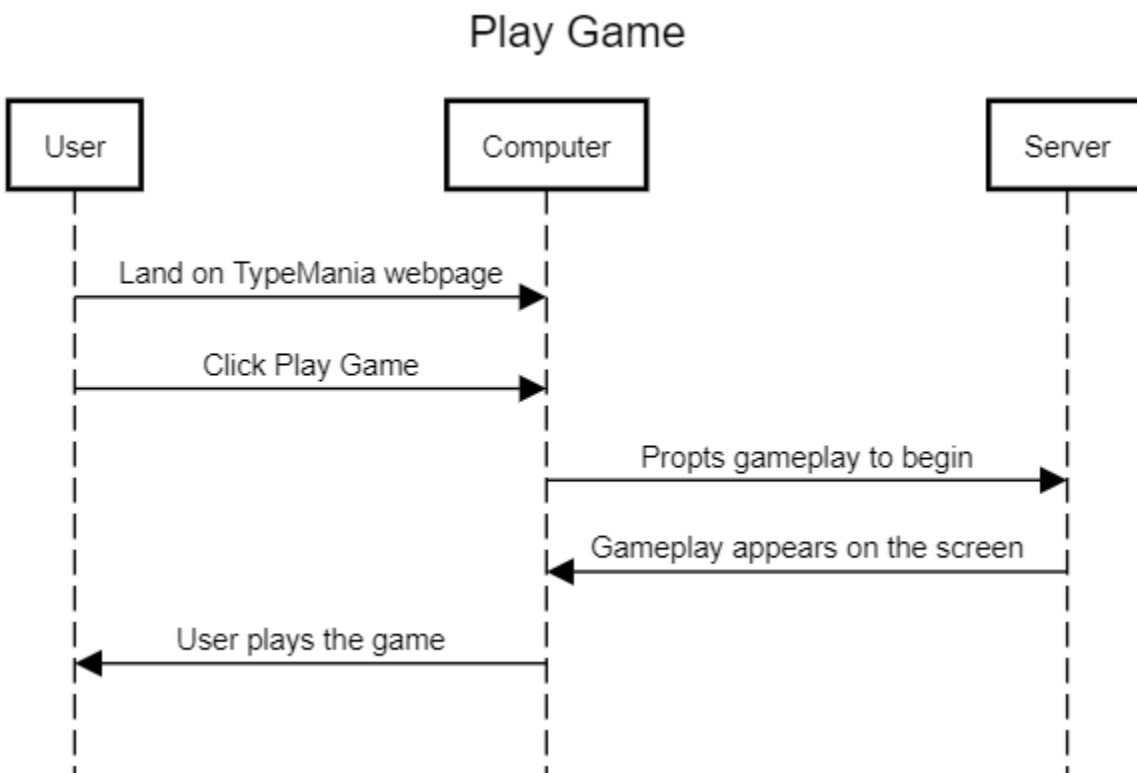 Play Game
User
Computer
Server
Land on TypeMania webpage
Click Play Game
Propts gameplay to begin
Gameplay appears on the screen
User plays the game